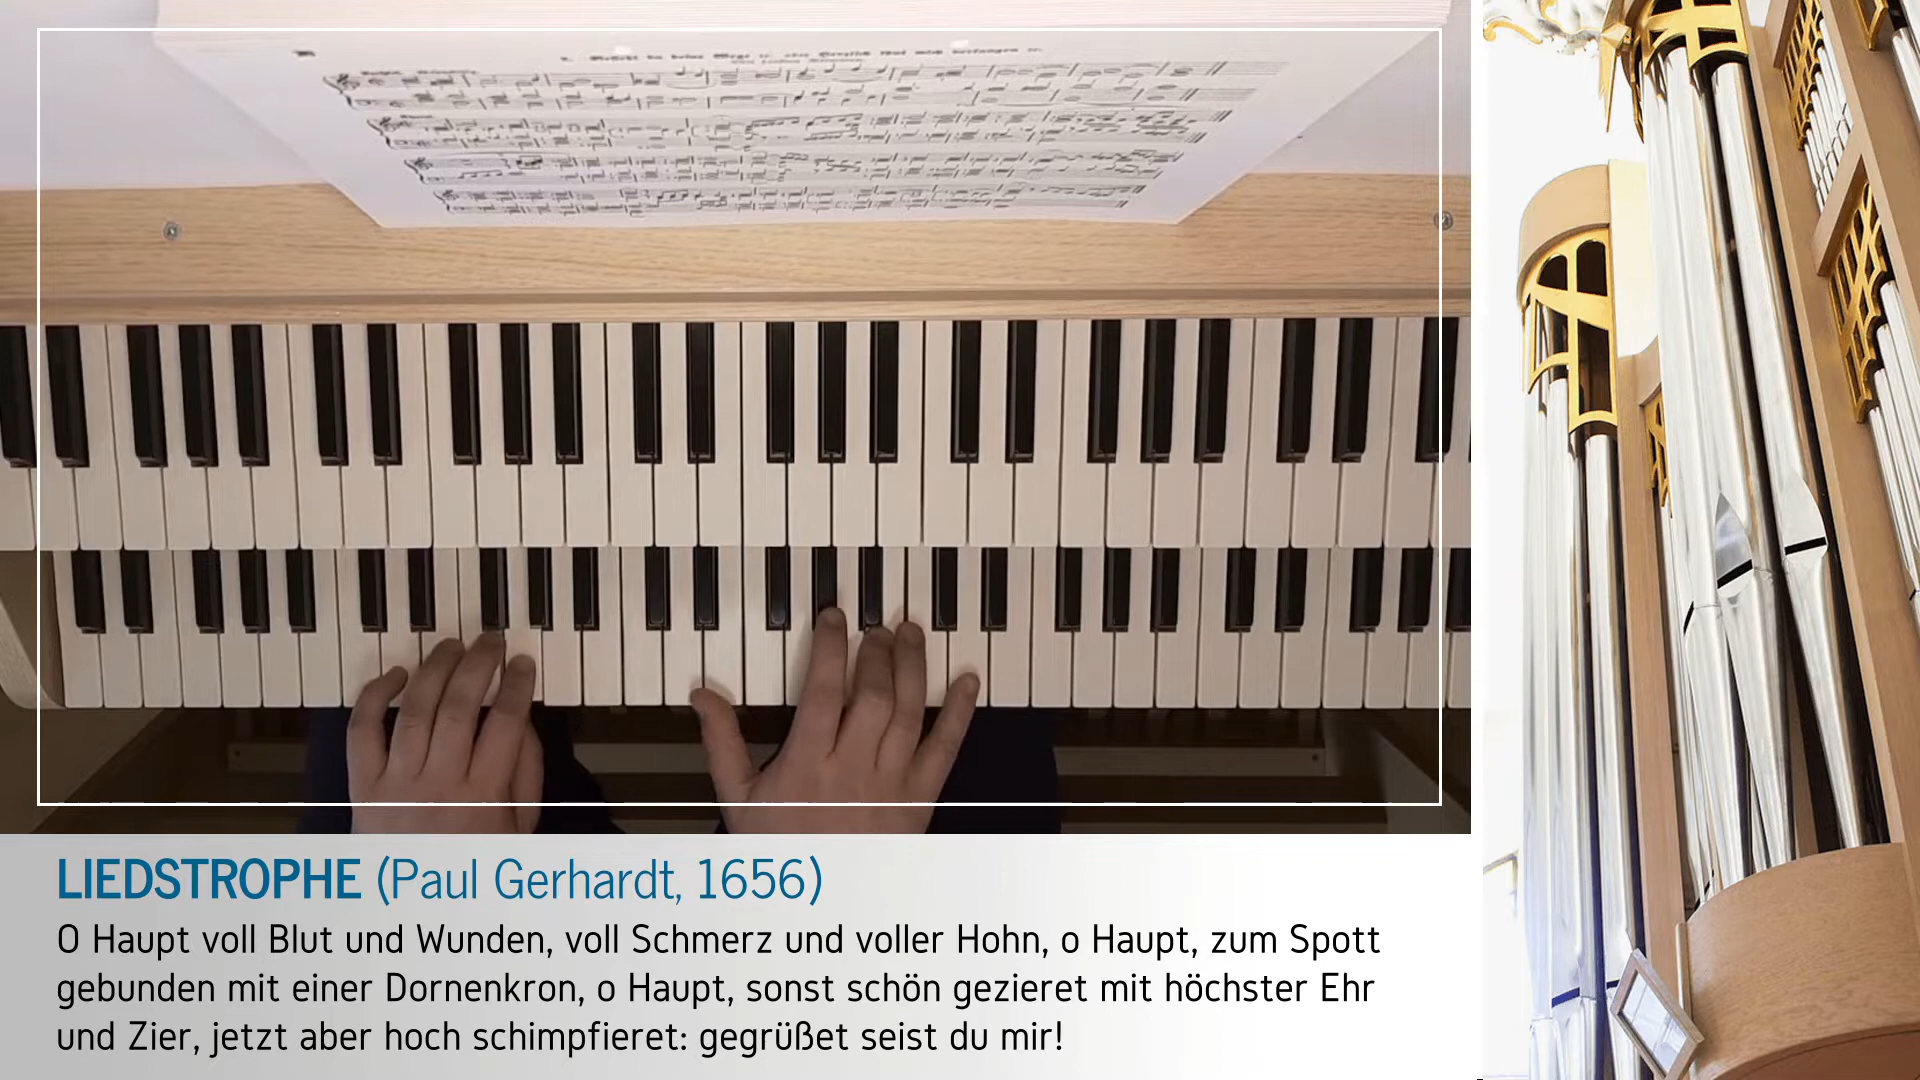 LIEDSTROPHE (Paul Gerhardt, 1656)
O Haupt voll Blut und Wunden, voll Schmerz und voller Hohn, o Haupt, zum Spott
gebunden mit einer Dornenkron, o Haupt, sonst schön gezieret mit höchster Ehr
und Zier, jetzt aber hoch schimpfieret: gegrüßet seist du mir!